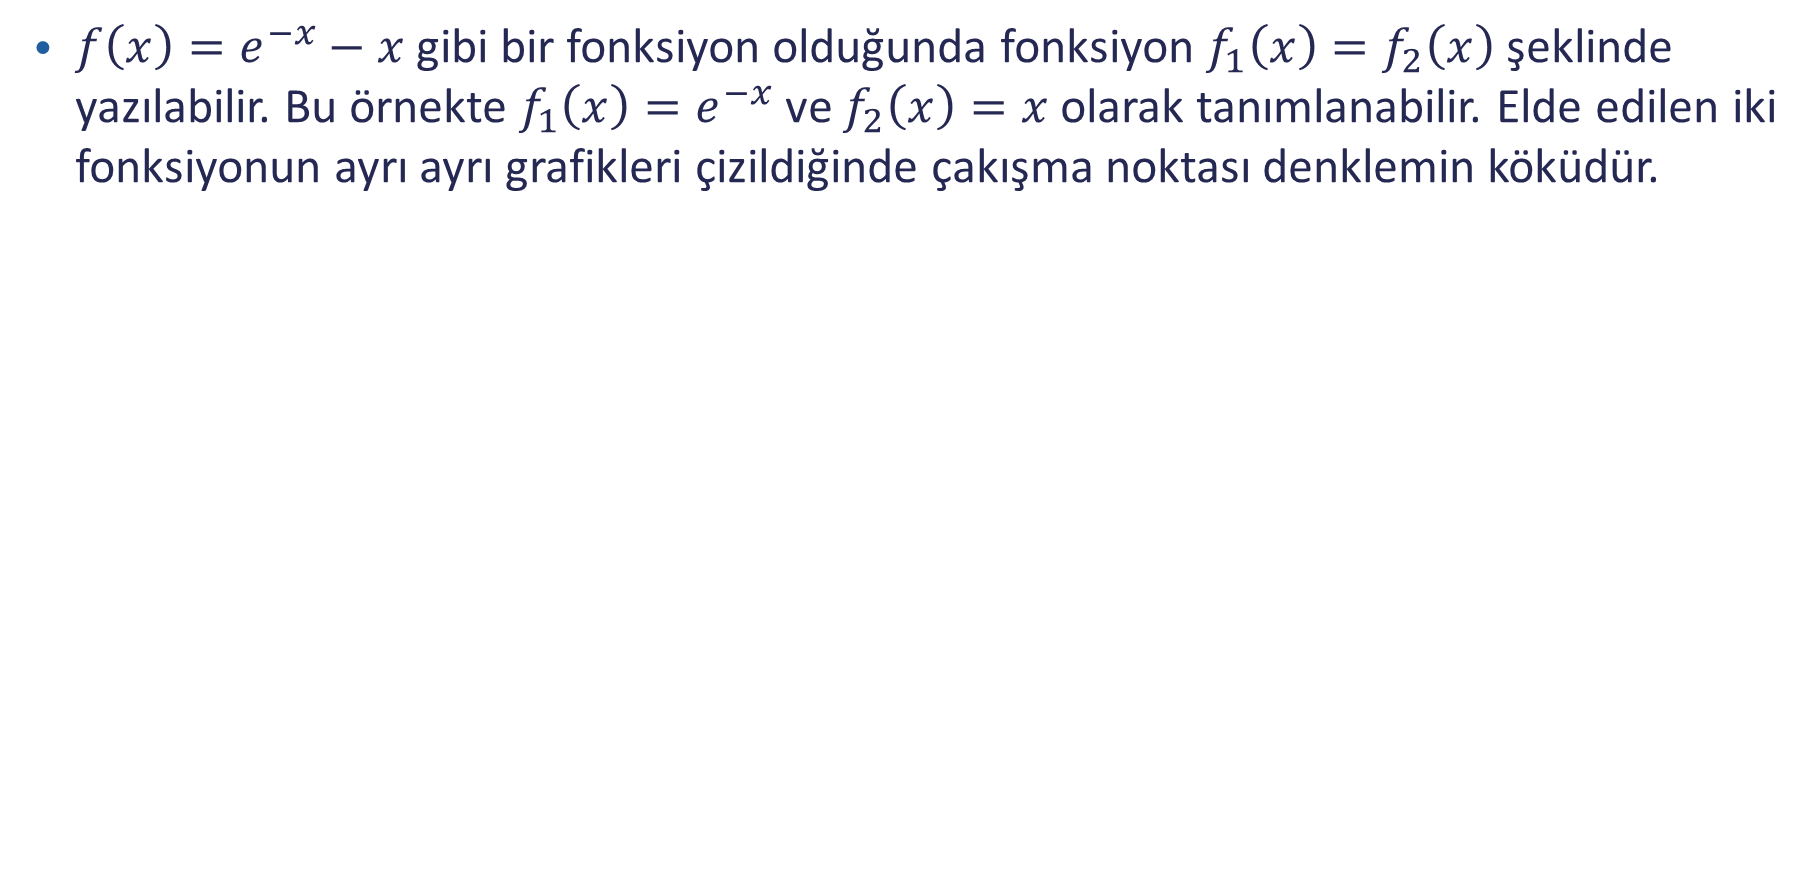 • f(x) = e⁻ˣ − x gibi bir fonksiyon olduğunda fonksiyon f₁(x) = f₂(x) şeklinde
yazılabilir. Bu örnekte f₁(x) = e⁻ˣ ve f₂(x) = x olarak tanımlanabilir. Elde edilen iki
fonksiyonun ayrı ayrı grafikleri çizildiğinde çakışma noktası denklemin köküdür.